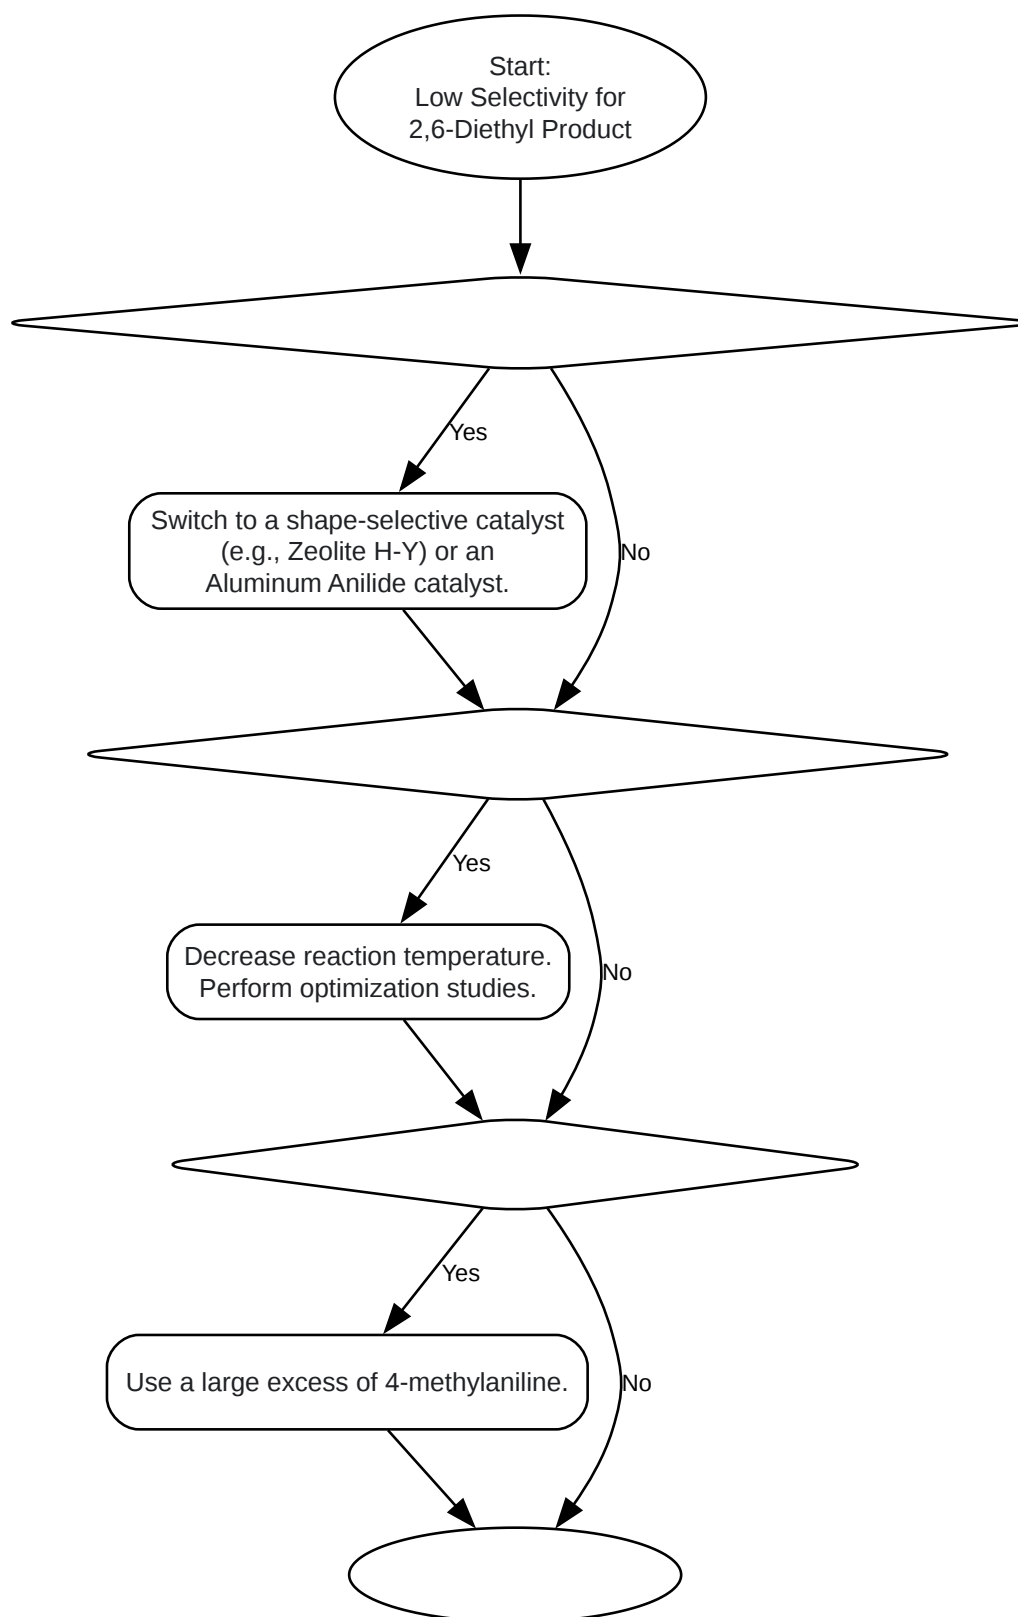 Start:
Low Selectivity for
2,6-Diethyl Product
Yes
Switch to a shape-selective catalyst
(e.g., Zeolite H-Y) or an
Aluminum Anilide catalyst.
No
Yes
Decrease reaction temperature.
Perform optimization studies.
No
Yes
Use a large excess of 4-methylaniline.
No